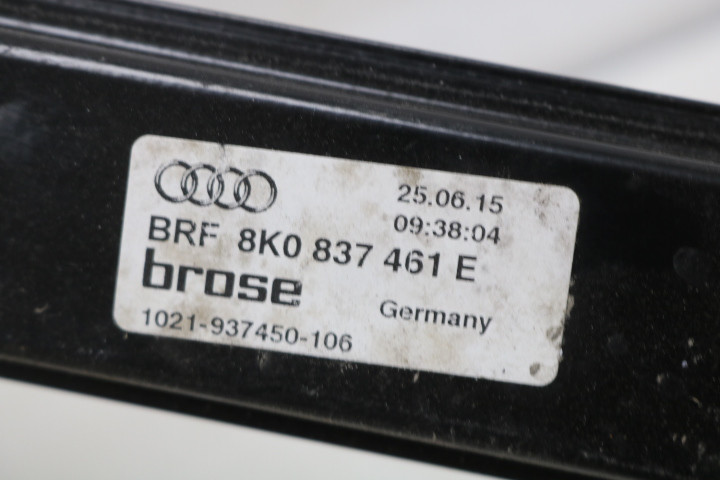 25.06.15
09:38:04
BRF 8K0 837 461 E
brose
Germany
1021-937450-106